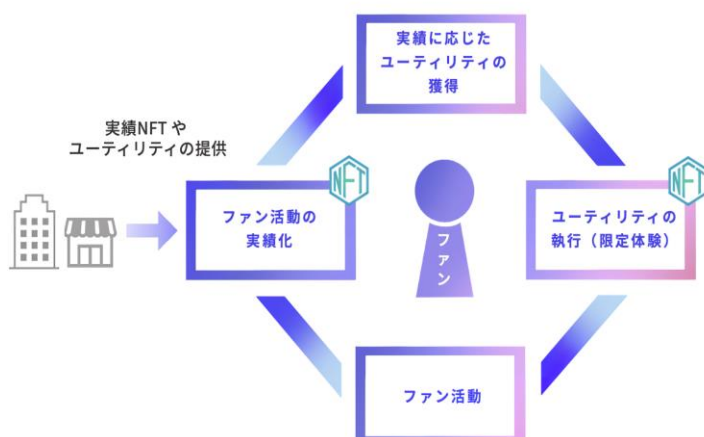 実績に応じた
ユーティリティの
獲得
実績NFT や
ユーティリティの提供
NFT
ファン活動の
実績化
ファン
NFT
ユーティリティの
執行（限定体験）
ファン活動